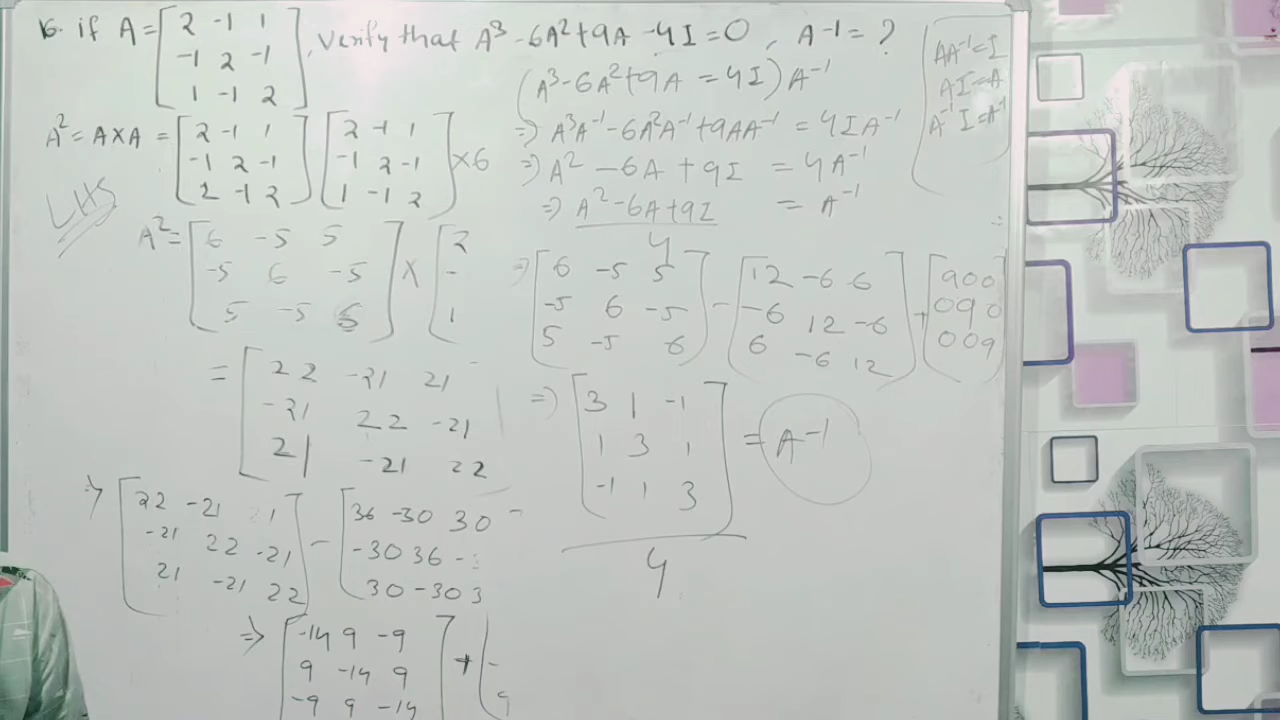 16. if A = [2 -1 1
-1 2 -1
1 -1 2], verify that A³ - 6A² + 9A - 4I = 0, A⁻¹ = ?
A² = A × A = [2 -1 1
-1 2 -1
2 -1 2] [2 -1 1
-1 2 -1
1 -1 2] × 6
LHS
A² = [6 -5 5
-5 6 -5
5 -5 6] × [2
-
1
= [22 -21 21
-21 22 -21
21 -21 22
⇒ [22 -21 1
-21 22 -21
21 -21 22] - [36 -30 30
-30 36 -
30 -30 3
⇒ [-14 9 -9
9 -14 9
-9 9 -14] + [-
9
(A³ - 6A² + 9A = 4I) A⁻¹
⇒ A³A⁻¹ - 6A²A⁻¹ + 9AA⁻¹ = 4IA⁻¹
⇒ A² - 6A + 9I = 4A⁻¹
⇒ A² - 6A + 9I = A⁻¹
4
⇒ [6 -5 5
-5 6 -5
5 -5 6] - [12 -6 6
-6 12 -6
6 -6 12] + [9 0 0
0 9 0
0 0 9]
⇒ [3 1 -1
1 3 1
-1 1 3] = A⁻¹
4
AA⁻¹ = I
AI = A
A⁻¹I = A⁻¹